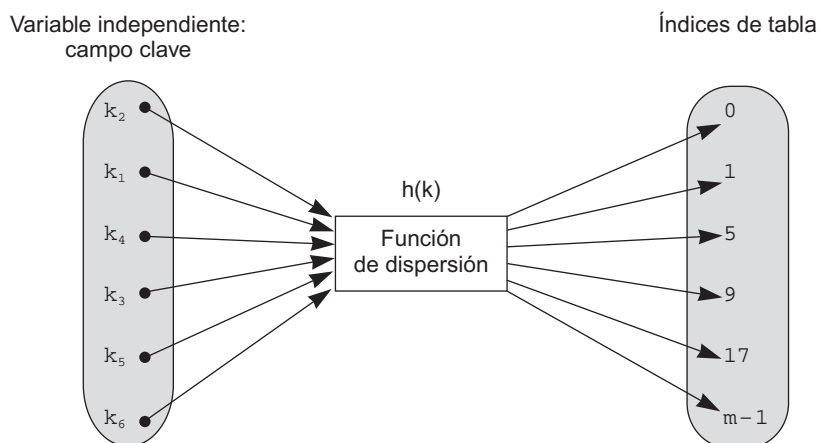 Variable independiente:
campo clave
Índices de tabla
k₂
k₁
k₄
k₃
k₅
k₆
h(k)
Función
de dispersión
0
1
5
9
17
m-1